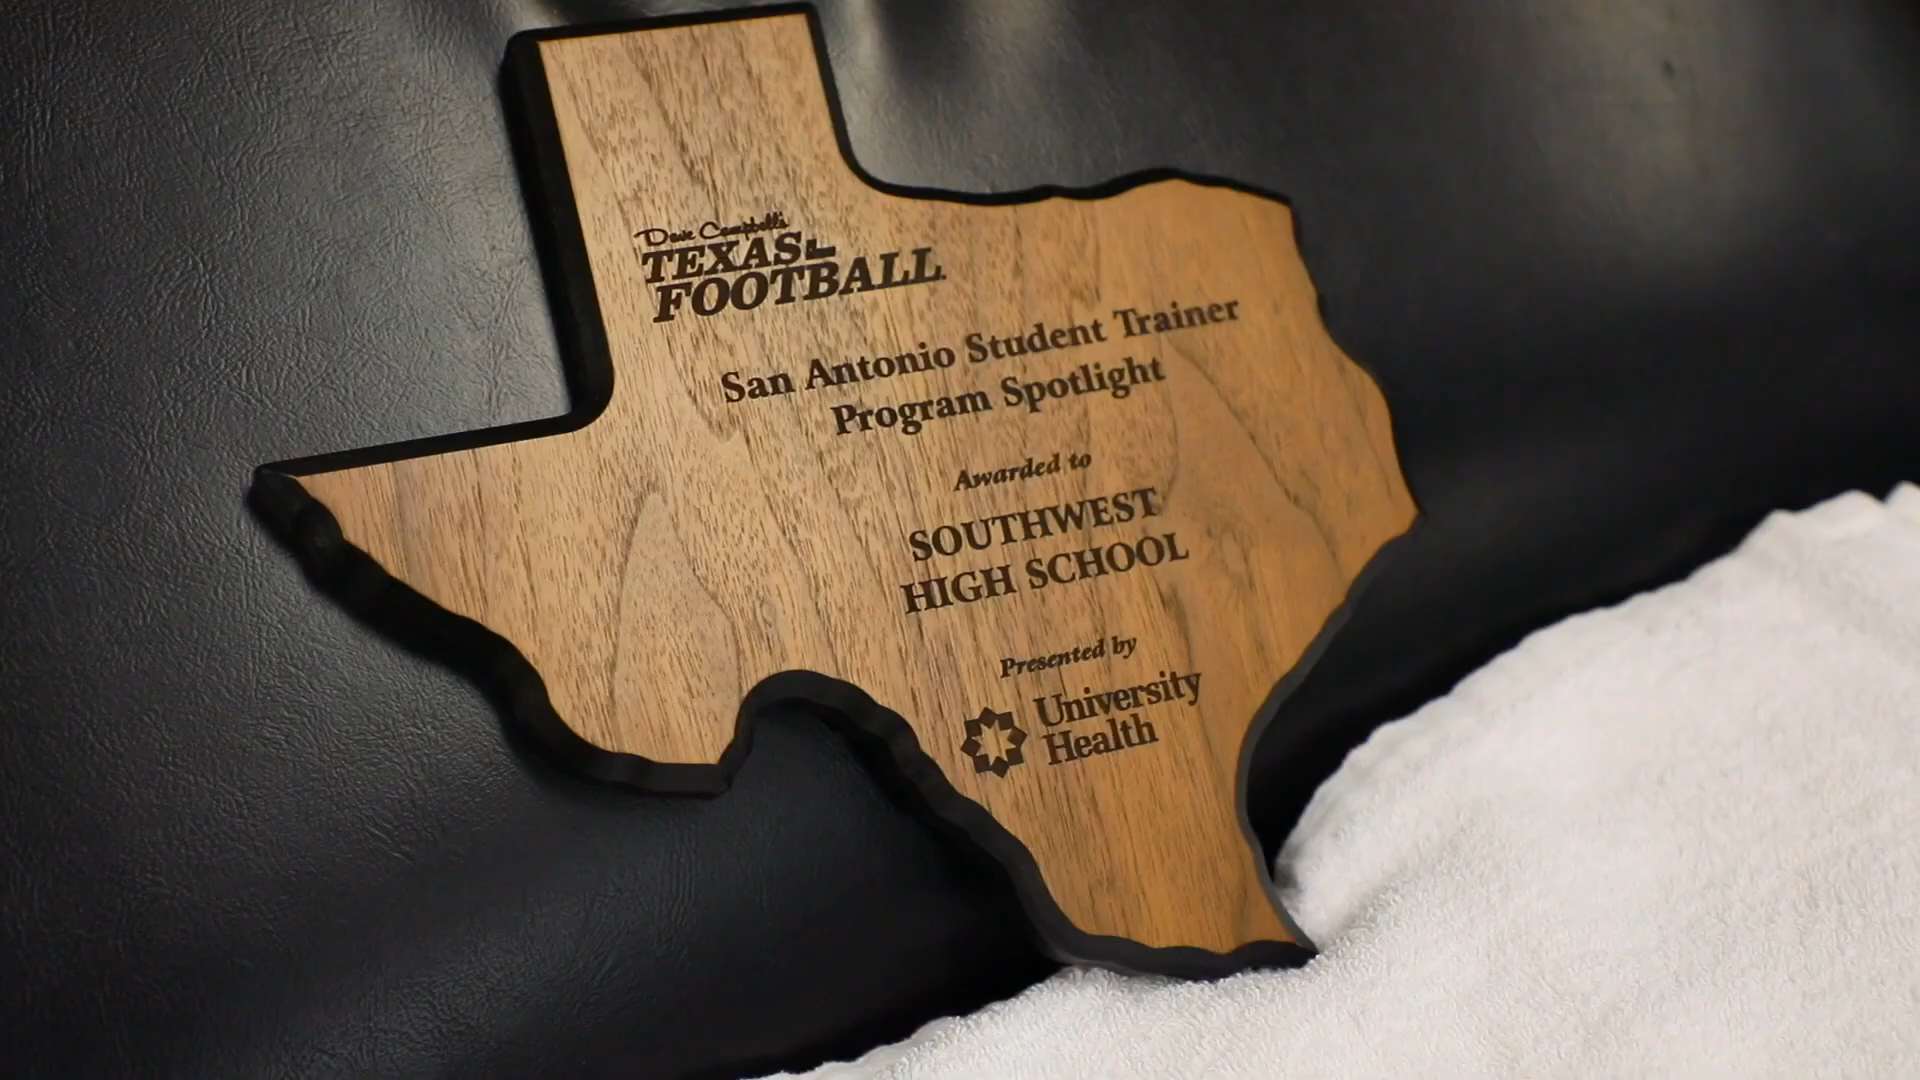 Dave Campbell's
TEXAS
FOOTBALL
San Antonio Student Trainer
Program Spotlight
Awarded to
SOUTHWEST
HIGH SCHOOL
Presented by
University
Health